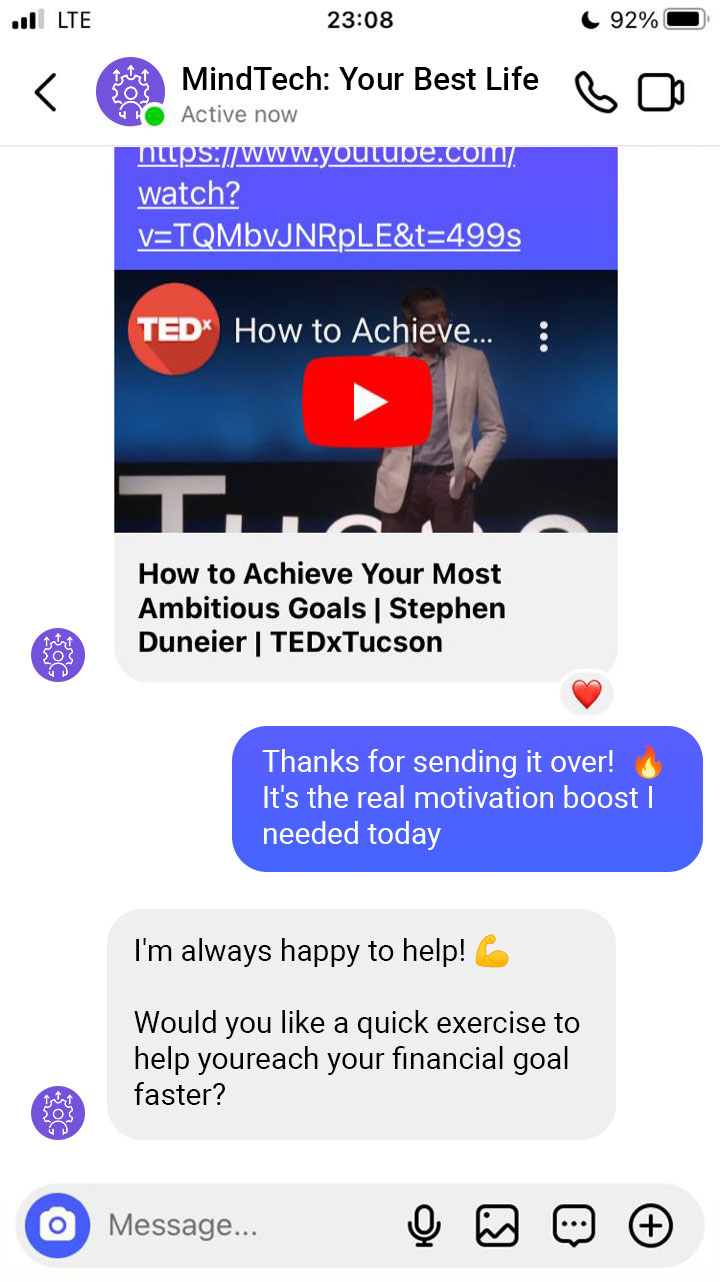 LTE
23:08
92%
MindTech: Your Best Life
Active now
https://www.youtube.com/
watch?
v=TQMbvJNRpLE&t=499s
TEDx
How to Achieve...
How to Achieve Your Most
Ambitious Goals | Stephen
Duneier | TEDxTucson
Thanks for sending it over! 🔥
It's the real motivation boost I
needed today
I'm always happy to help! 💪
Would you like a quick exercise to
help youreach your financial goal
faster?
Message...